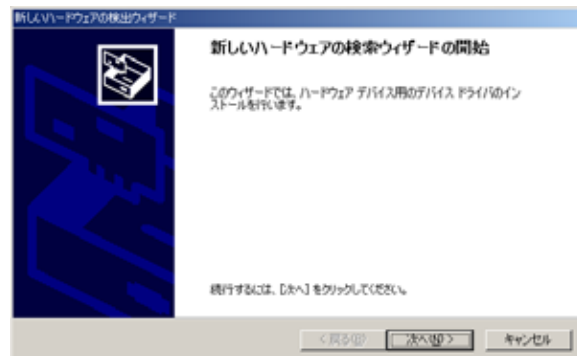 新しいハードウェアの検出ウィザード
新しいハードウェアの検索ウィザードの開始
このウィザードでは、ハードウェア デバイス用のデバイス ドライバのイン
ストールを行います。
続行するには、[次へ] をクリックしてください。
< 戻る(B) 次へ(N) > キャンセル